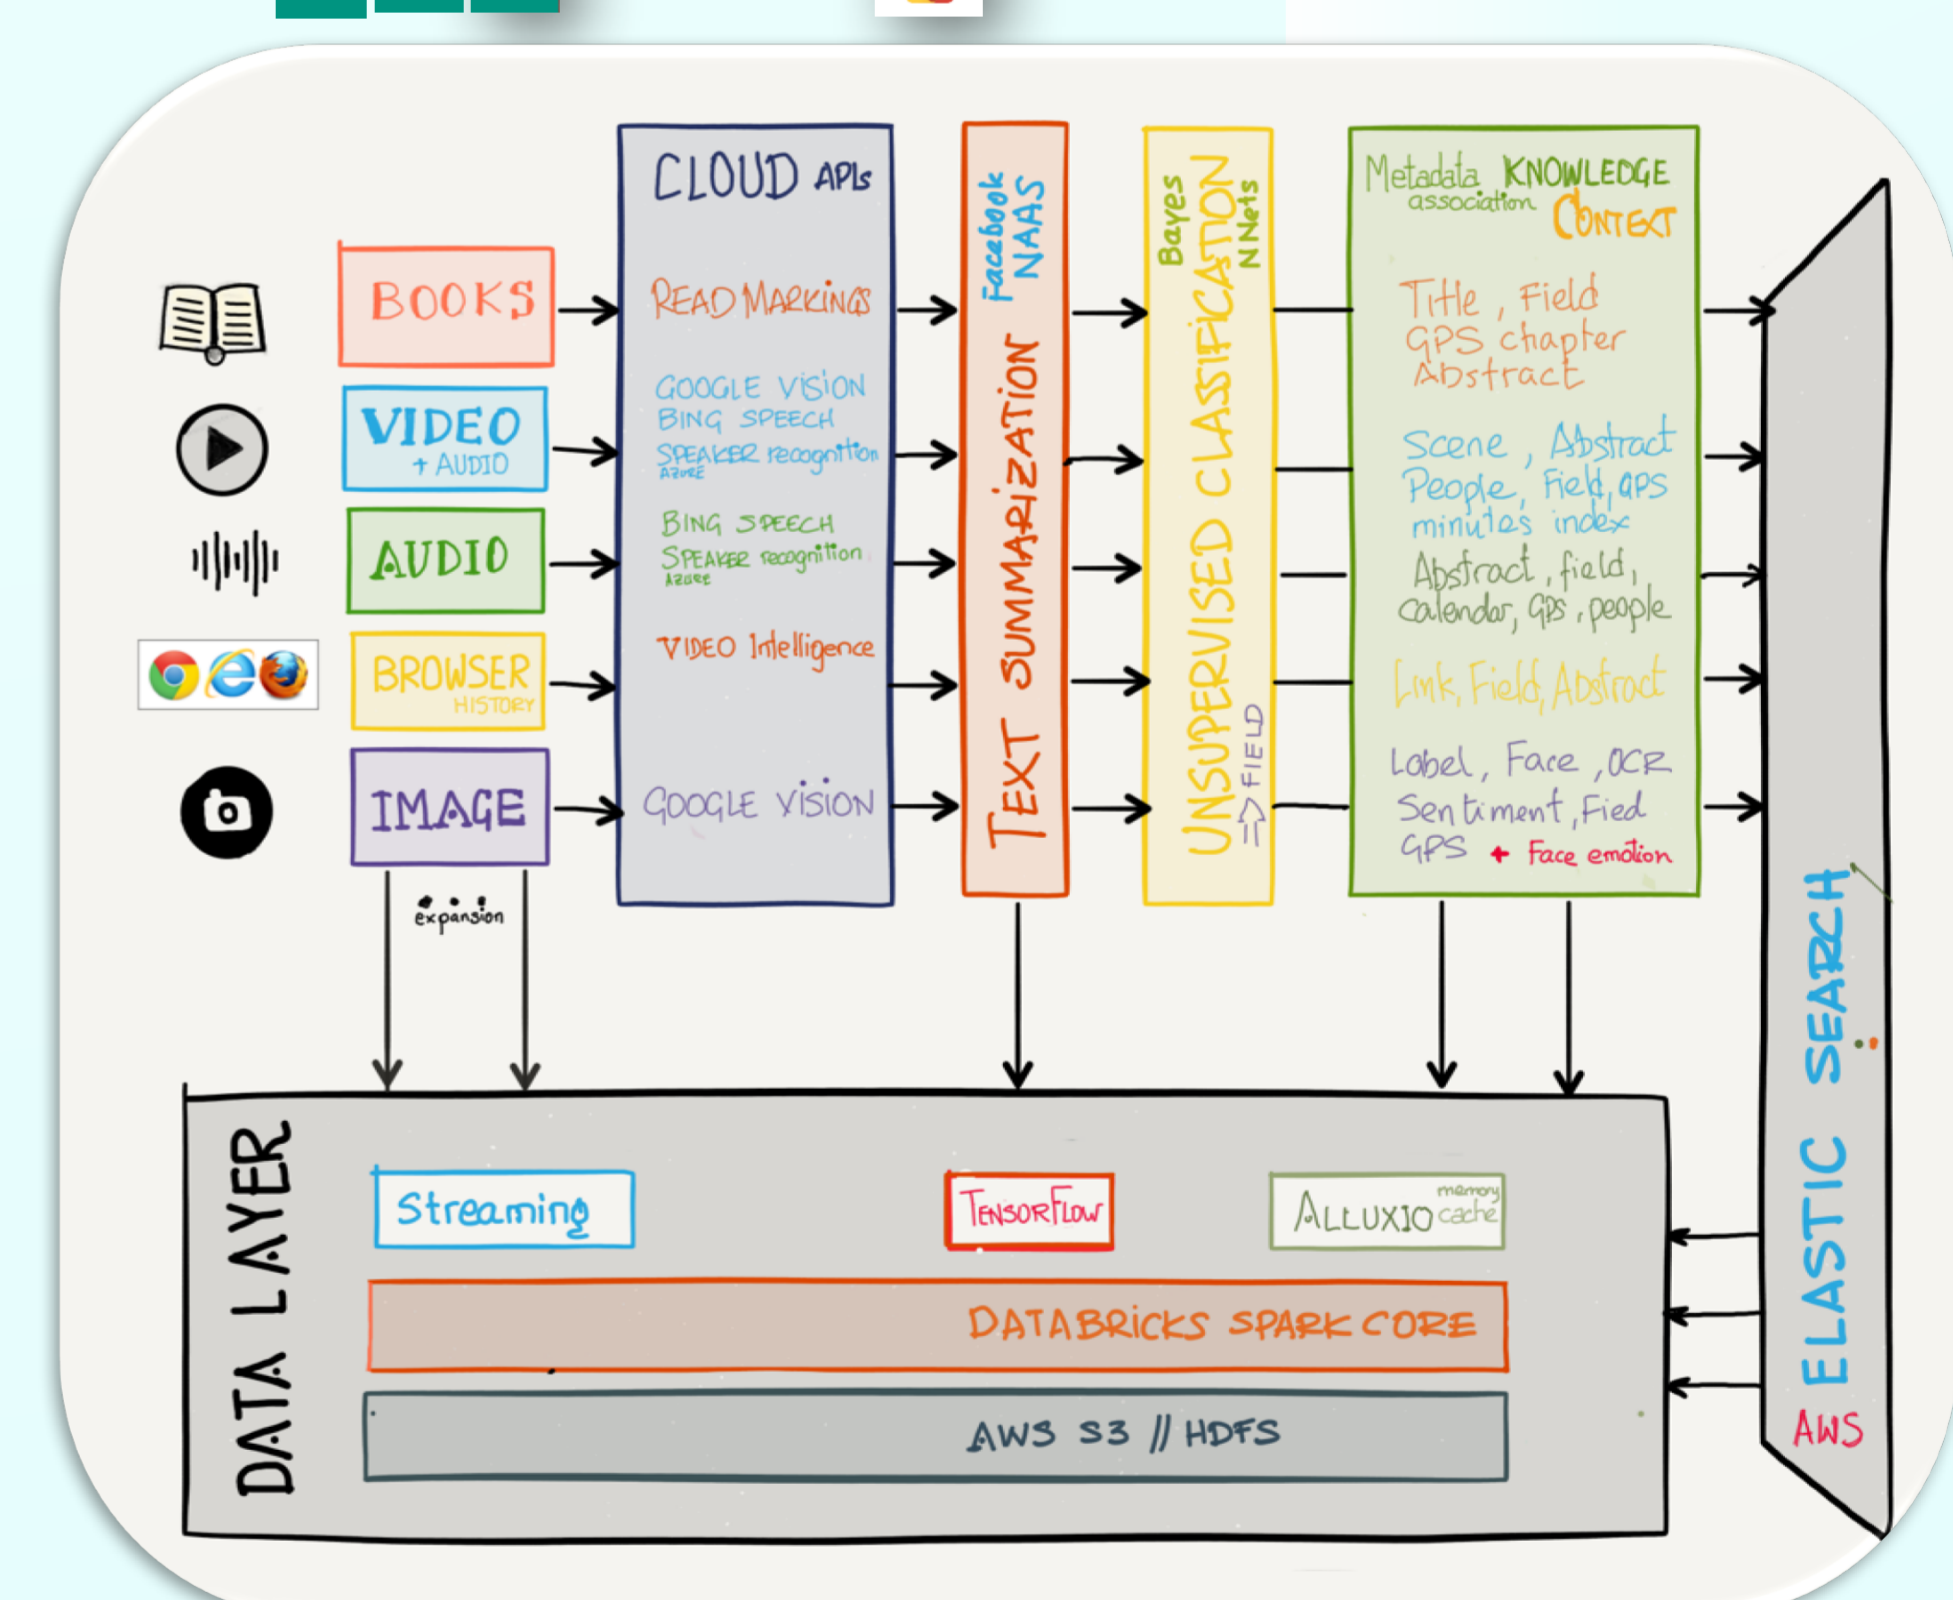 CLOUD APIs
READ MARKINGS
GOOGLE VISION
BING SPEECH
SPEAKER recognition
AZURE
BING SPEECH
SPEAKER recognition
AZURE
VIDEO Intelligence
GOOGLE VISION
BOOKS
VIDEO
+ AUDIO
AUDIO
BROWSER
HISTORY
IMAGE
expansion
Facebook
NAAS
TEXT SUMMARIZATION
Bayes
UNSUPERVISED CLASSIFICATION
NNets
⇒ FIELD
Metadata KNOWLEDGE
association
CONTEXT
Title, Field
GPS chapter
Abstract
Scene, Abstract
People, Field, GPS
minutes index
Abstract, field,
calendar, GPS, people
Link, Field, Abstract
Label, Face, OCR
Sentiment, Fied
GPS + Face emotion
ELASTIC SEARCH
AWS
DATA LAYER
Streaming
TENSORFLOW
ALLUXIO memory
cache
DATABRICKS SPARK CORE
AWS S3 // HDFS